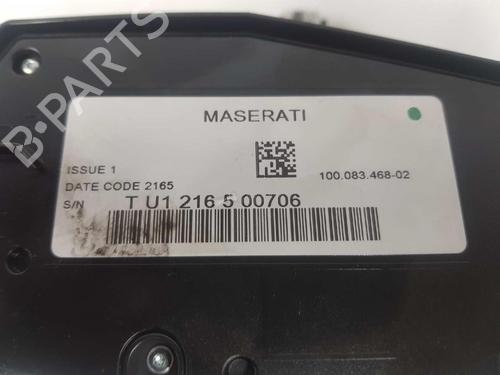 B-PARTS
MASERATI
ISSUE 1
DATE CODE 2165
100.083.468-02
S/N T U1 216 5 00706